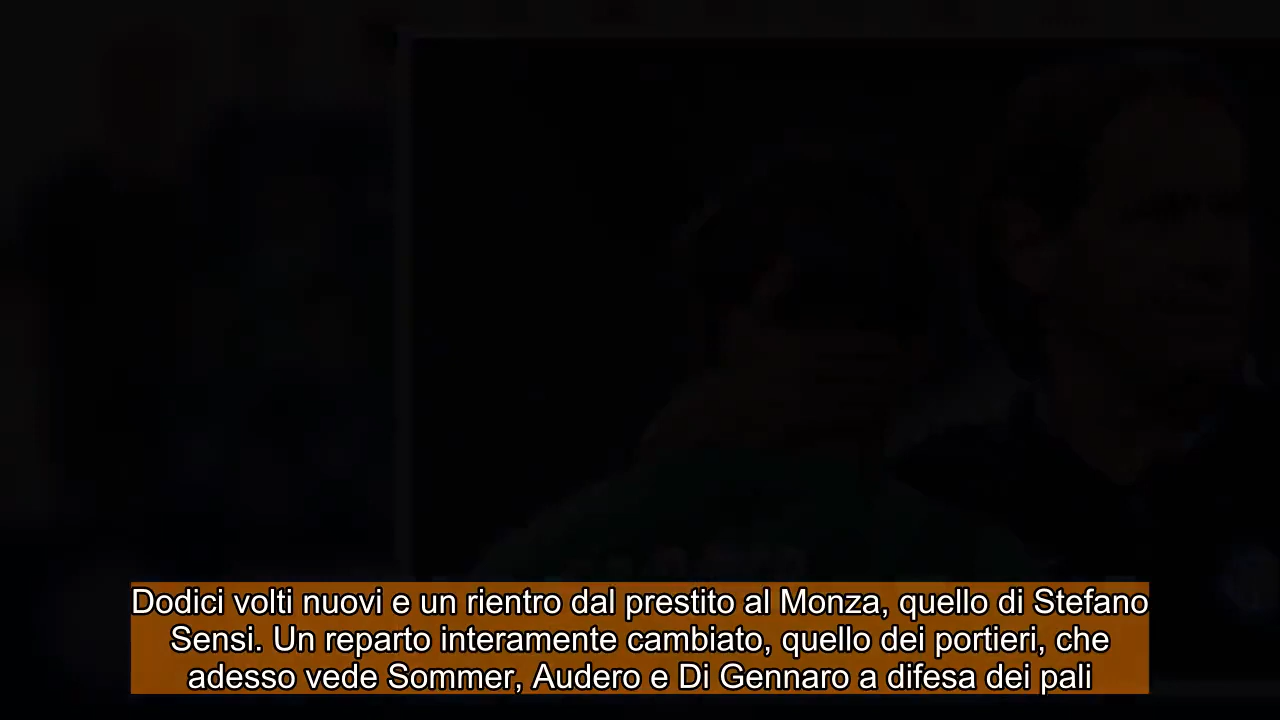 Dodici volti nuovi e un rientro dal prestito al Monza, quello di Stefano
Sensi. Un reparto interamente cambiato, quello dei portieri, che
adesso vede Sommer, Audero e Di Gennaro a difesa dei pali